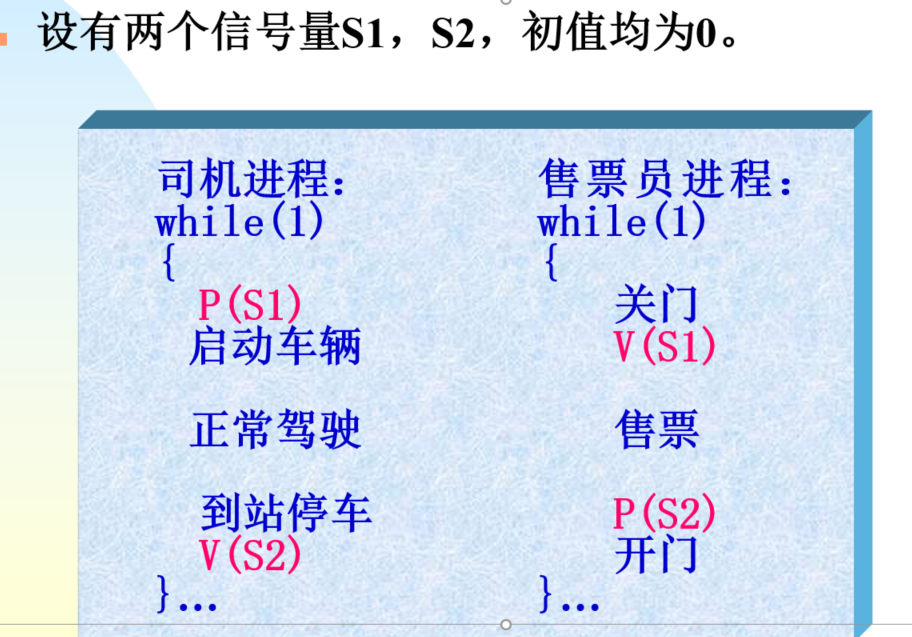 设有两个信号量S1，S2，初值均为0。
司机进程：
while(1)
{
P(S1)
启动车辆
正常驾驶
到站停车
V(S2)
}...
售票员进程：
while(1)
{
关门
V(S1)
售票
P(S2)
开门
}...